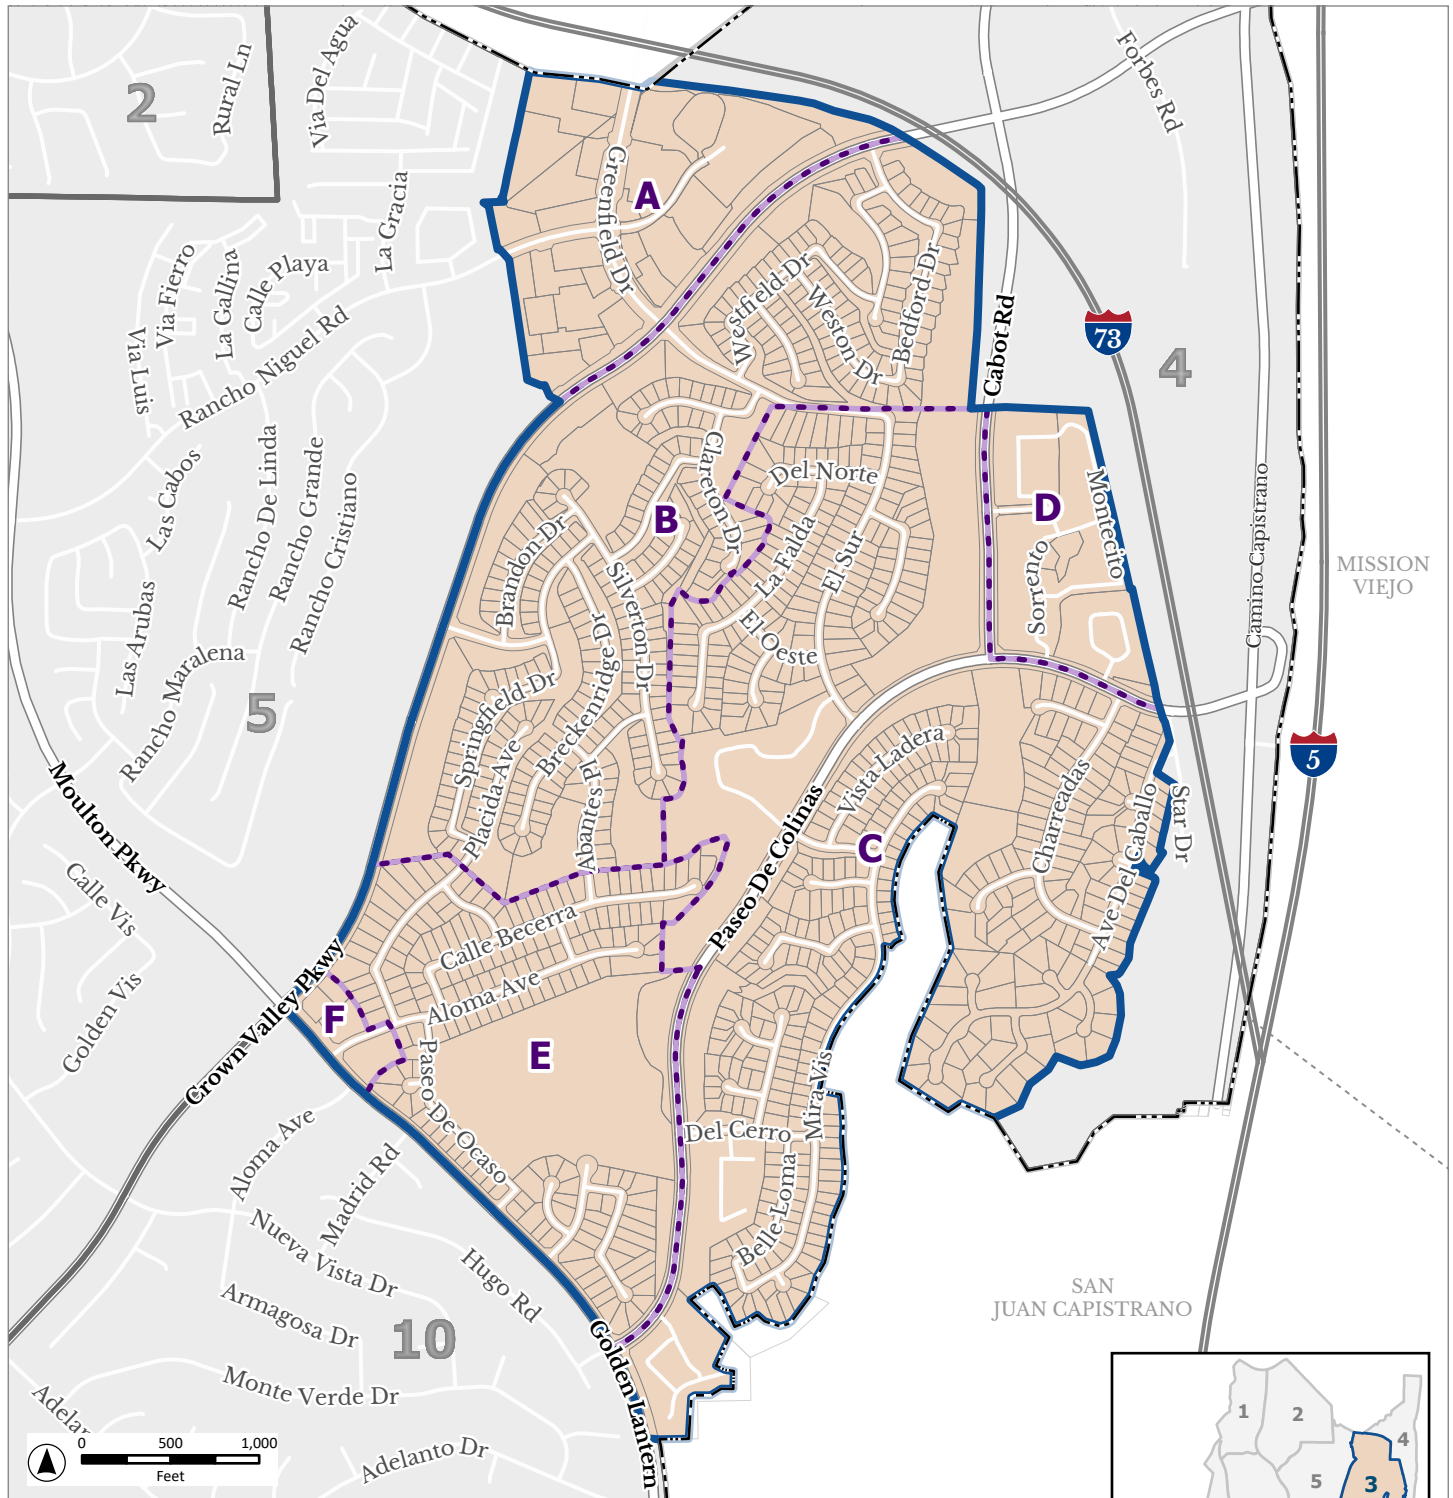 2
Rural Ln
Via Del Agua
Forbes Rd
A
Greenfield Dr
La Gracia
Via Fierro
La Gallina
Calle Playa
Via Luis
Rancho Niguel Rd
Westfield Dr
Weston Dr
Bedford Dr
Cabot Rd
73
4
Las Cabos
Rancho De Linda
Rancho Grande
Rancho Cristiano
Clareton Dr
Del Norte
B
D
Montecito
Camino Capistrano
MISSION
VIEJO
Brandon Dr
Silverton Dr
La Falda
El Sur
Sorrento
Las Arubas
Rancho Maralena
El Oeste
5
Springfield Dr
Breckenridge Dr
Placida Ave
Abantes Pl
Vista Ladera
5
Moulton Pkwy
Paseo De Colinas
C
Charreadas
Ave Del Caballo
Star Dr
Calle Vis
Golden Vis
Calle Becerra
Aloma Ave
Crown Valley Pkwy
F
E
Paseo De Ocaso
Mira Vis
Del Cerro
Belle Loma
Aloma Ave
Madrid Rd
Nueva Vista Dr
Hugo Rd
Armagosa Dr
10
Golden Lantern
Monte Verde Dr
Adelanto Dr
SAN
JUAN CAPISTRANO
0 500 1,000
Feet
1
2
4
5
3